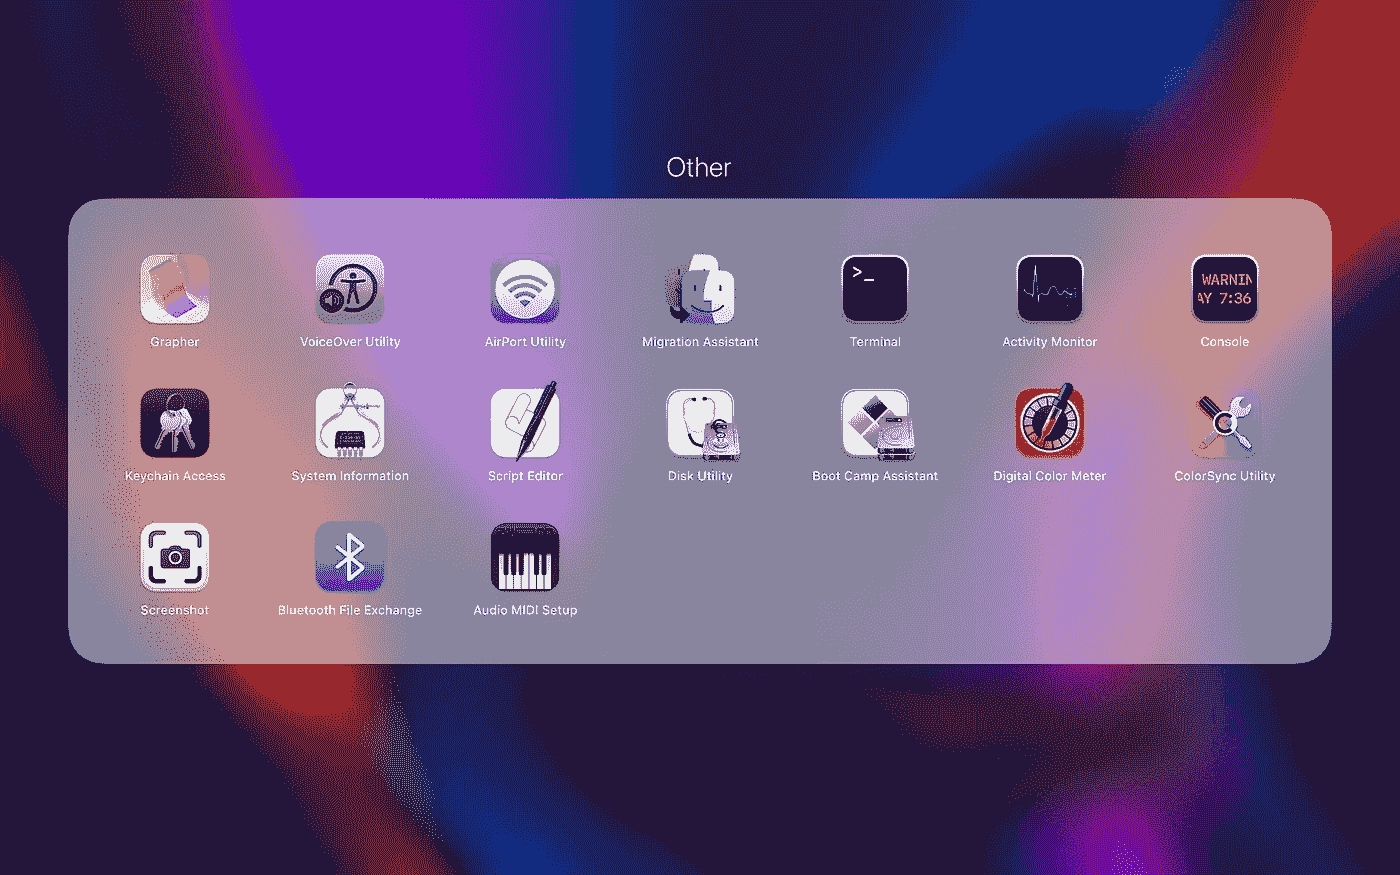 Other
>_
WARNIN
AY 7:36
Grapher
VoiceOver Utility
AirPort Utility
Migration Assistant
Terminal
Activity Monitor
Console
Keychain Access
System Information
Script Editor
Disk Utility
Boot Camp Assistant
Digital Color Meter
ColorSync Utility
Screenshot
Bluetooth File Exchange
Audio MIDI Setup